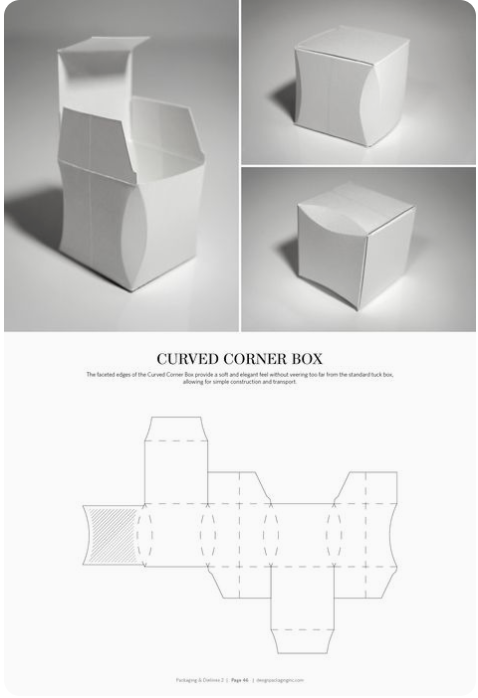 CURVED CORNER BOX
The faceted edges of the Curved Corner Box provide a soft and elegant feel without veering too far from the standard tuck box,
allowing for simple construction and transport.
Packaging & Dielines 2 | Page 46 | designpackaginginc.com